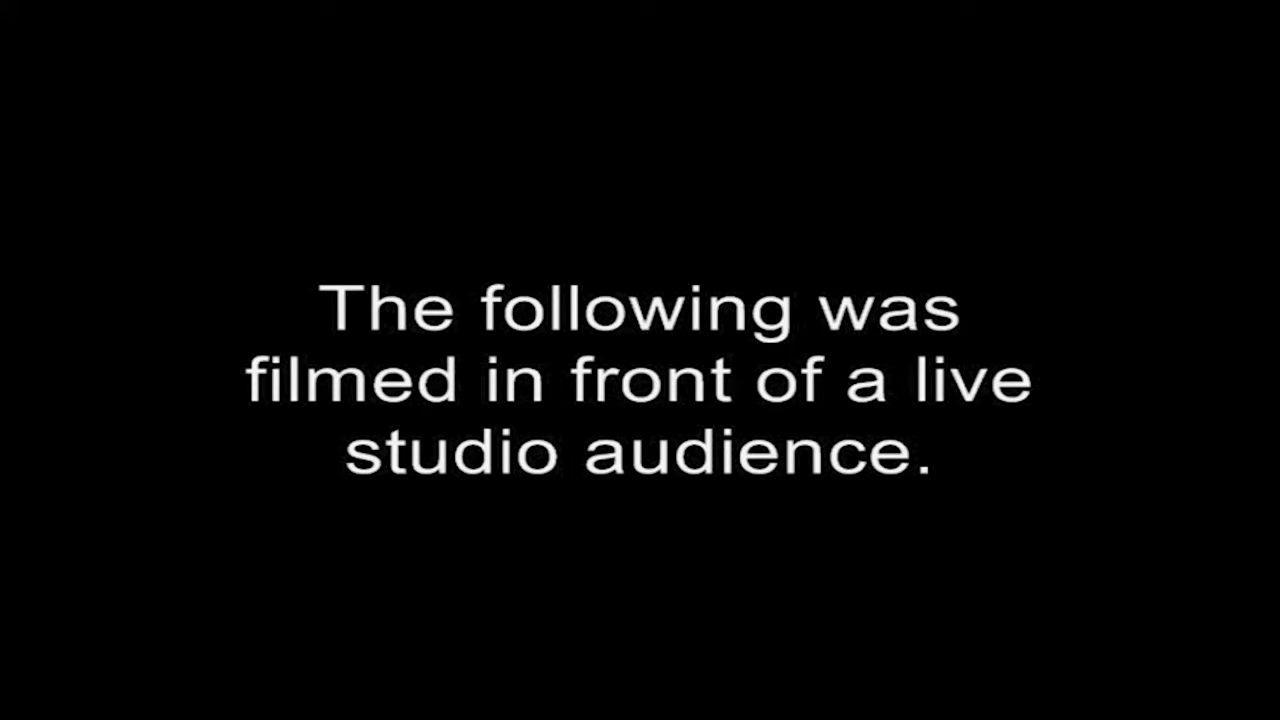 The following was
filmed in front of a live
studio audience.